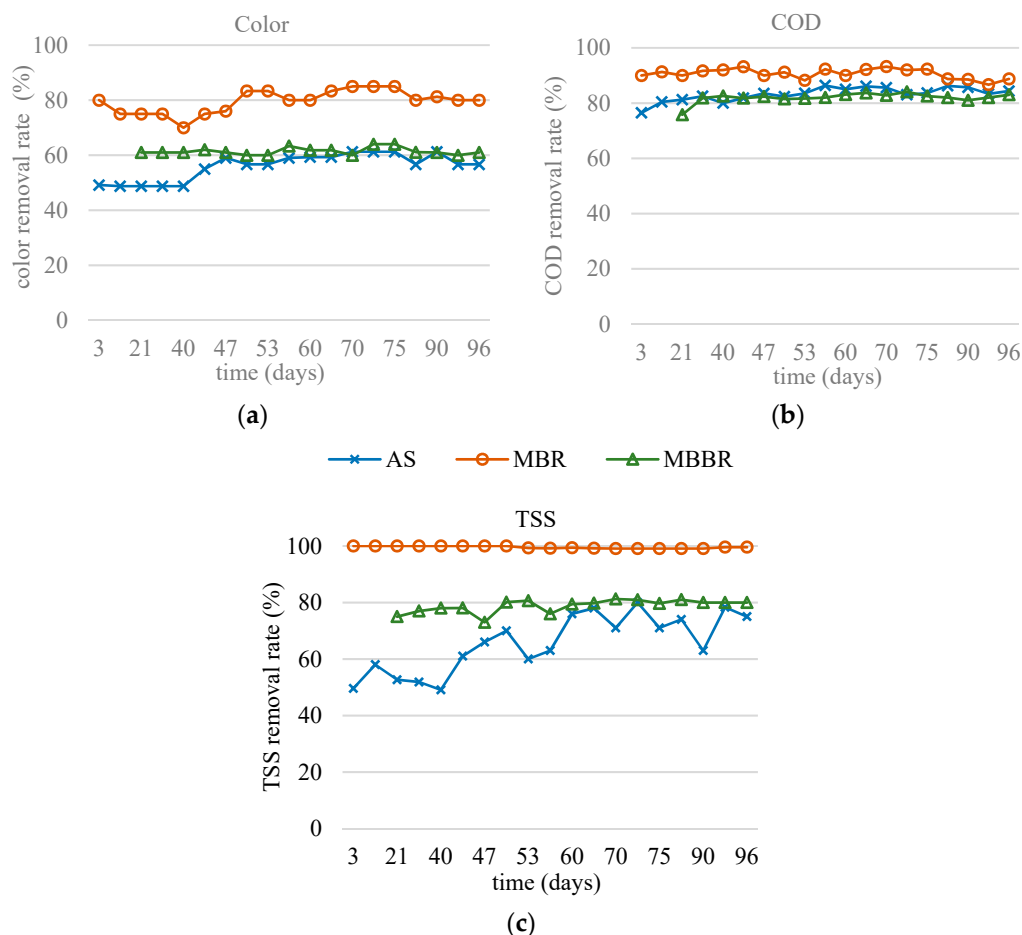 Color
color removal rate (%)
100
80
60
40
20
0
3 21 40 47 53 60 70 75 90 96
time (days)
(a)
COD
COD removal rate (%)
100
80
60
40
20
0
3 21 40 47 53 60 70 75 90 96
time (days)
(b)
AS MBR MBBR
TSS
TSS removal rate (%)
100
80
60
40
20
0
3 21 40 47 53 60 70 75 90 96
time (days)
(c)